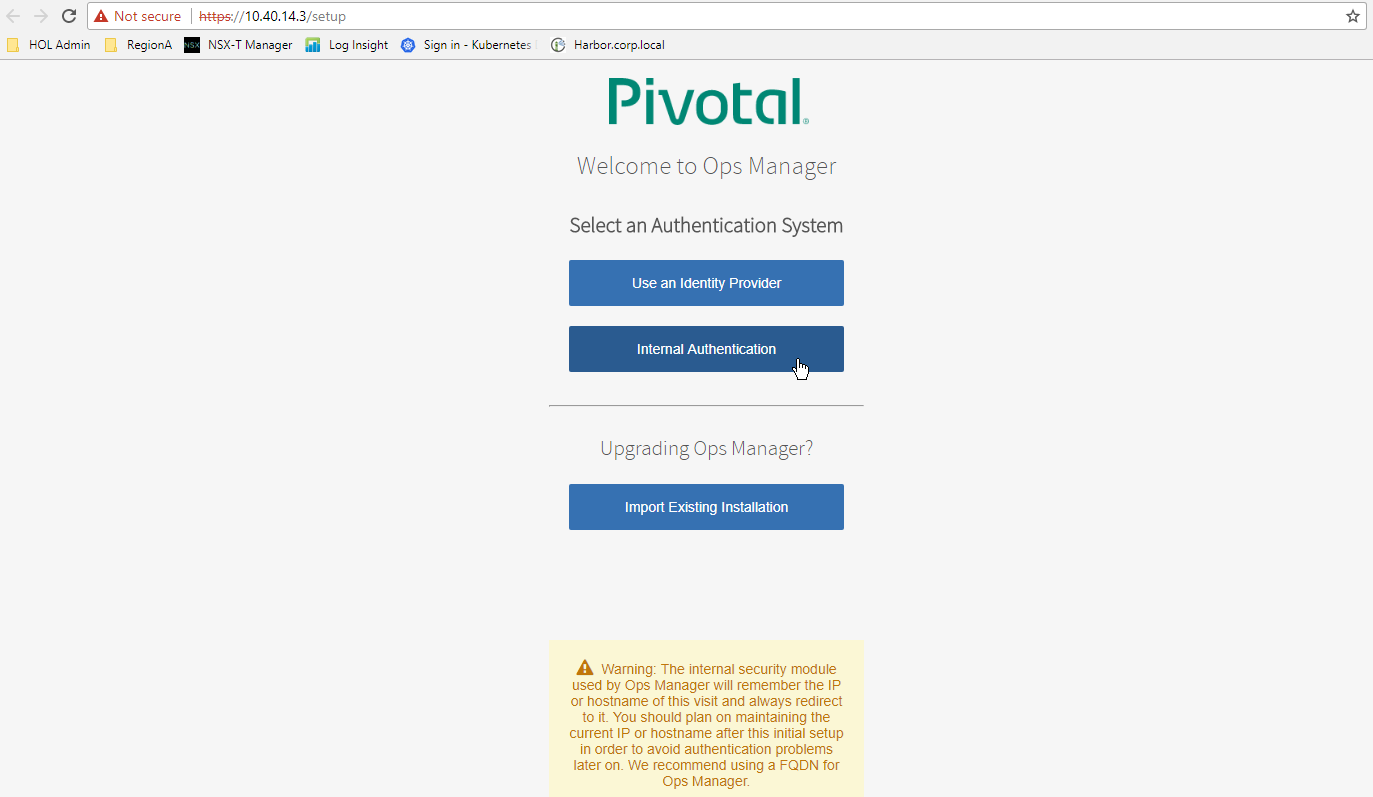 Not secure https://10.40.14.3/setup
HOL Admin RegionA NSX NSX-T Manager Log Insight Sign in - Kubernetes Harbor.corp.local
Pivotal®
Welcome to Ops Manager
Select an Authentication System
Use an Identity Provider
Internal Authentication
Upgrading Ops Manager?
Import Existing Installation
Warning: The internal security module
used by Ops Manager will remember the IP
or hostname of this visit and always redirect
to it. You should plan on maintaining the
current IP or hostname after this initial setup
in order to avoid authentication problems
later on. We recommend using a FQDN for
Ops Manager.